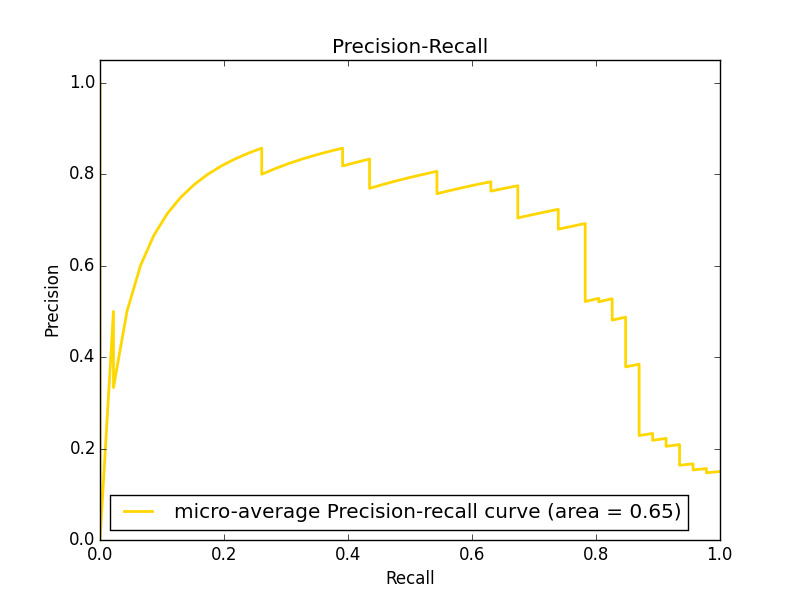 Precision-Recall
1.0
0.8
0.6
0.4
0.2
0.0
Precision
micro-average Precision-recall curve (area = 0.65)
0.0 0.2 0.4 0.6 0.8 1.0
Recall